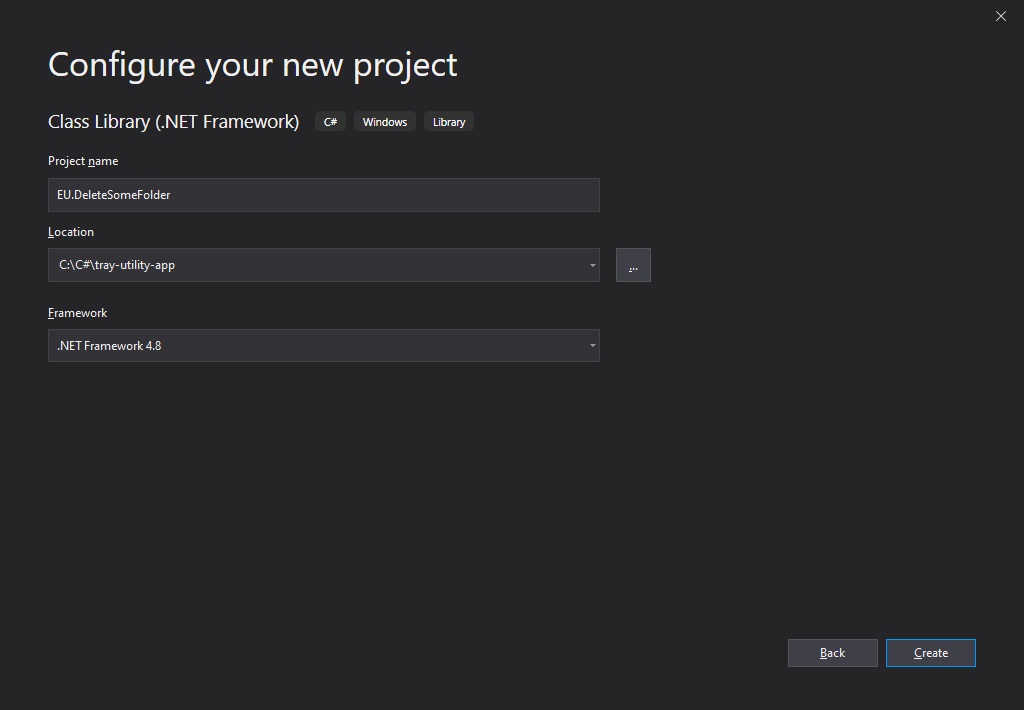 Configure your new project
Class Library (.NET Framework) C# Windows Library
Project name
EU.DeleteSomeFolder
Location
C:\C#\tray-utility-app ...
Framework
.NET Framework 4.8
Back Create